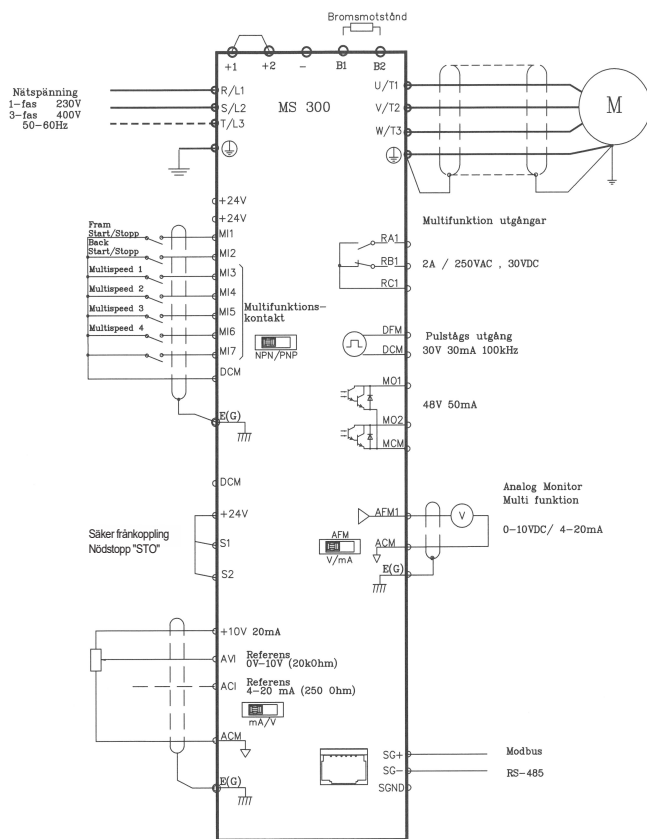 Bromsmotstånd
+1
+2
-
B1
B2
Nätspänning
1-fas 230V
3-fas 400V
50-60Hz
R/L1
S/L2
T/L3
MS 300
U/T1
V/T2
W/T3
M
+24V
+24V
Fram
Start/Stopp
MI1
Back
Start/Stopp
MI2
Multispeed 1
MI3
Multispeed 2
MI4
Multispeed 3
MI5
Multispeed 4
MI6
MI7
Multifunktions-
kontakt
NPN/PNP
DCM
E(G)
Multifunktion utgångar
RA1
RB1
RC1
2A / 250VAC , 30VDC
DFM
DCM
Pulstågs utgång
30V 30mA 100kHz
MO1
MO2
MCM
48V 50mA
DCM
+24V
S1
S2
Säker frånkoppling
Nödstopp "STO"
Analog Monitor
Multi funktion
0-10VDC/ 4-20mA
AFM1
V
AFM
V/mA
ACM
E(G)
+10V 20mA
AVI
Referens
0V-10V (20kOhm)
ACI
Referens
4-20 mA (250 Ohm)
mA/V
ACM
E(G)
SG+
SG-
SGND
Modbus
RS-485